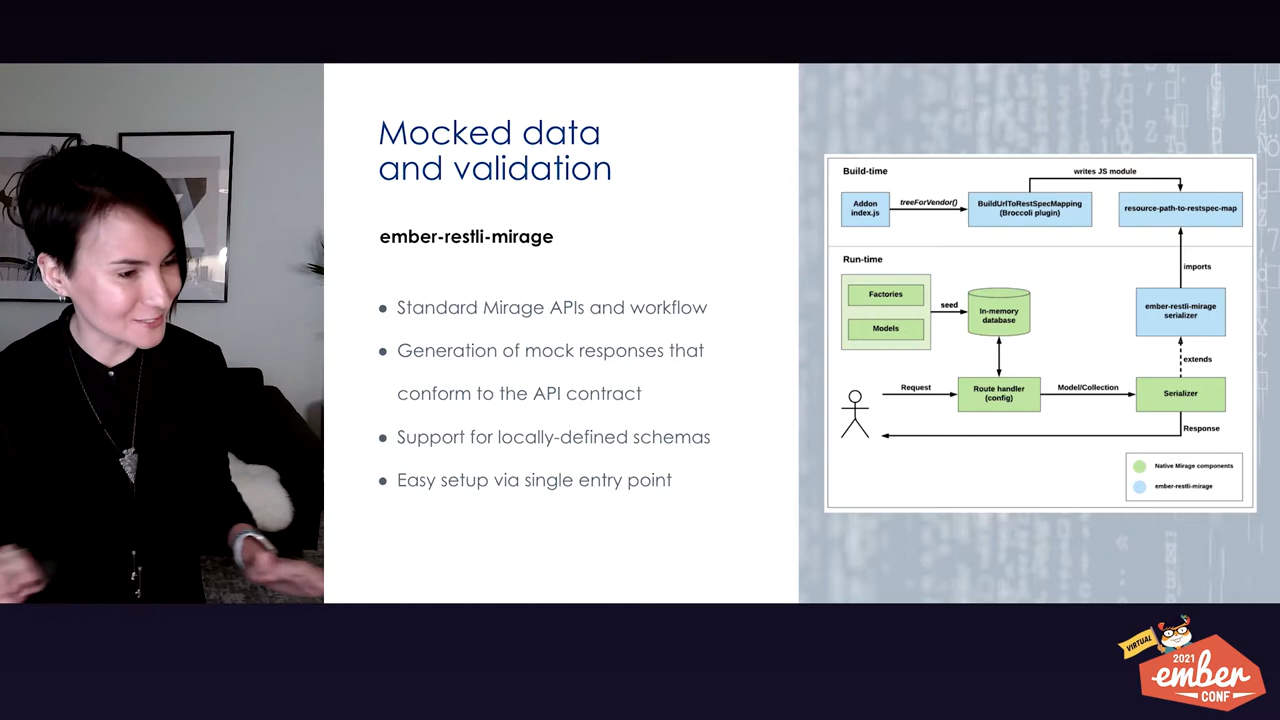 Mocked data
and validation
ember-restli-mirage
Standard Mirage APIs and workflow
Generation of mock responses that
conform to the API contract
Support for locally-defined schemas
Easy setup via single entry point
Build-time
writes JS module
Addon
index.js
treeForVendor()
BuildUrlToRestSpecMapping
(Broccoli plugin)
resource-path-to-restspec-map
Run-time
imports
Factories
Models
seed
In-memory
database
ember-restli-mirage
serializer
extends
Request
Route handler
(config)
Model/Collection
Serializer
Response
Native Mirage components
ember-restli-mirage
VIRTUAL
2021
ember
CONF